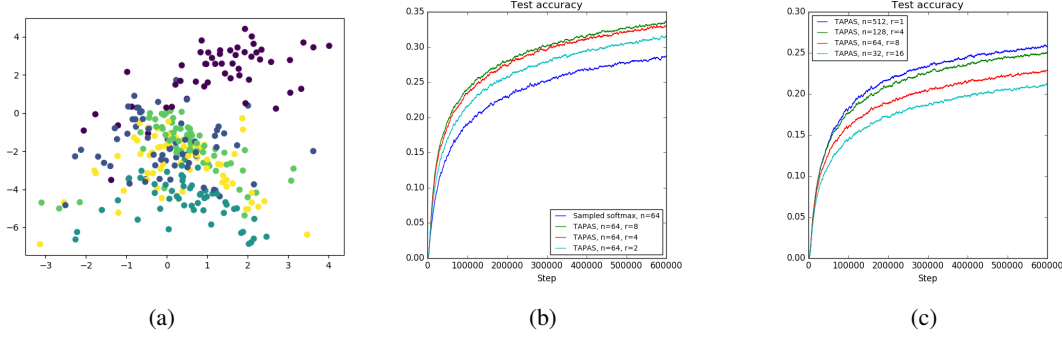 4
2
0
−2
−4
−6
−3
−2
−1
0
1
2
3
4
(a)
Test accuracy
0.35
0.30
0.25
0.20
0.15
0.10
0.05
0.00
0
100000
200000
300000
400000
500000
600000
Step
Sampled softmax, n=64
TAPAS, n=64, r=8
TAPAS, n=64, r=4
TAPAS, n=64, r=2
(b)
Test accuracy
0.30
0.25
0.20
0.15
0.10
0.05
0.00
0
100000
200000
300000
400000
500000
600000
Step
TAPAS, n=512, r=1
TAPAS, n=128, r=4
TAPAS, n=64, r=8
TAPAS, n=32, r=16
(c)